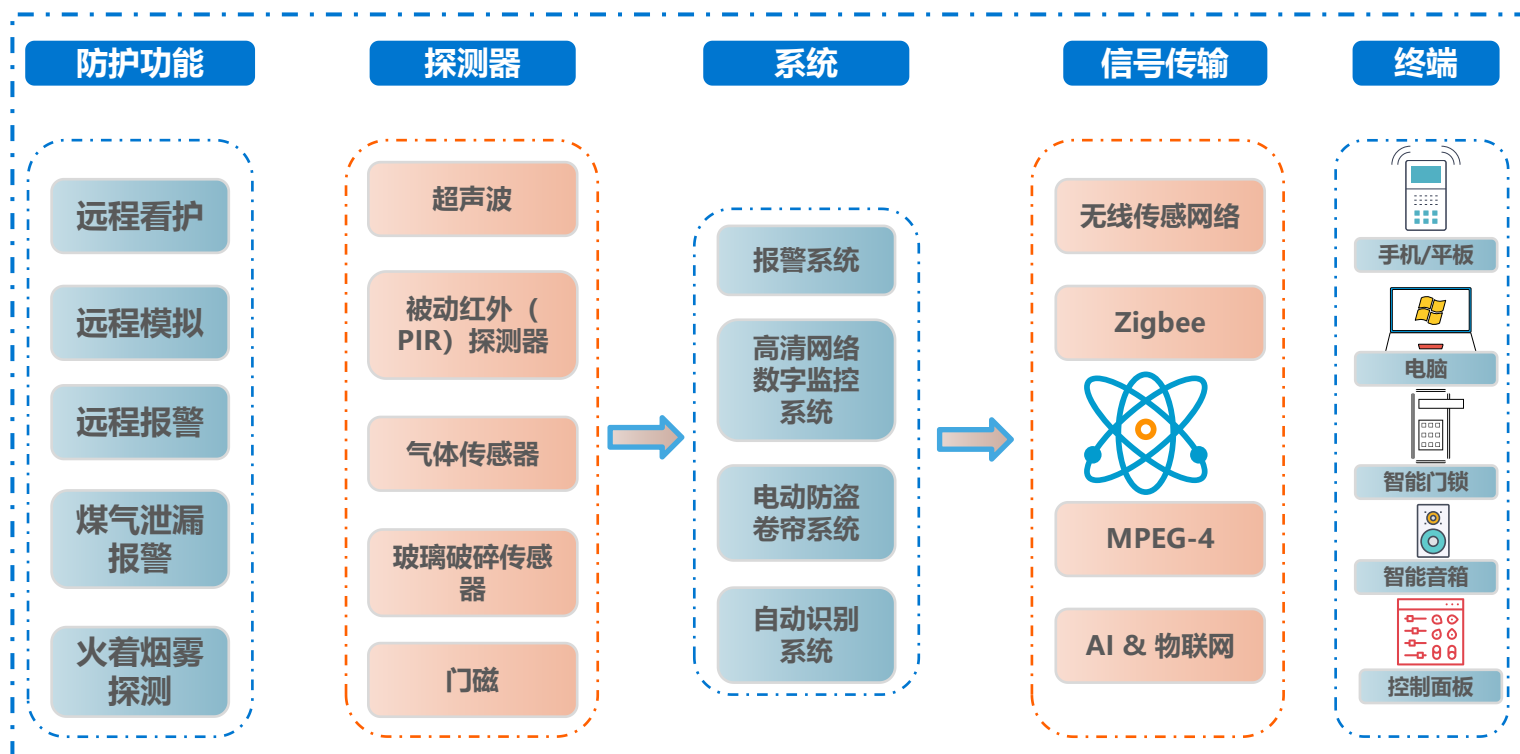 防护功能
探测器
系统
信号传输
终端
远程看护
远程模拟
远程报警
煤气泄漏
报警
火着烟雾
探测
超声波
被动红外（
PIR）探测器
气体传感器
玻璃破碎传感
器
门磁
报警系统
高清网络
数字监控
系统
电动防盗
卷帘系统
自动识别
系统
无线传感网络
Zigbee
MPEG-4
AI & 物联网
手机/平板
电脑
智能门锁
智能音箱
控制面板